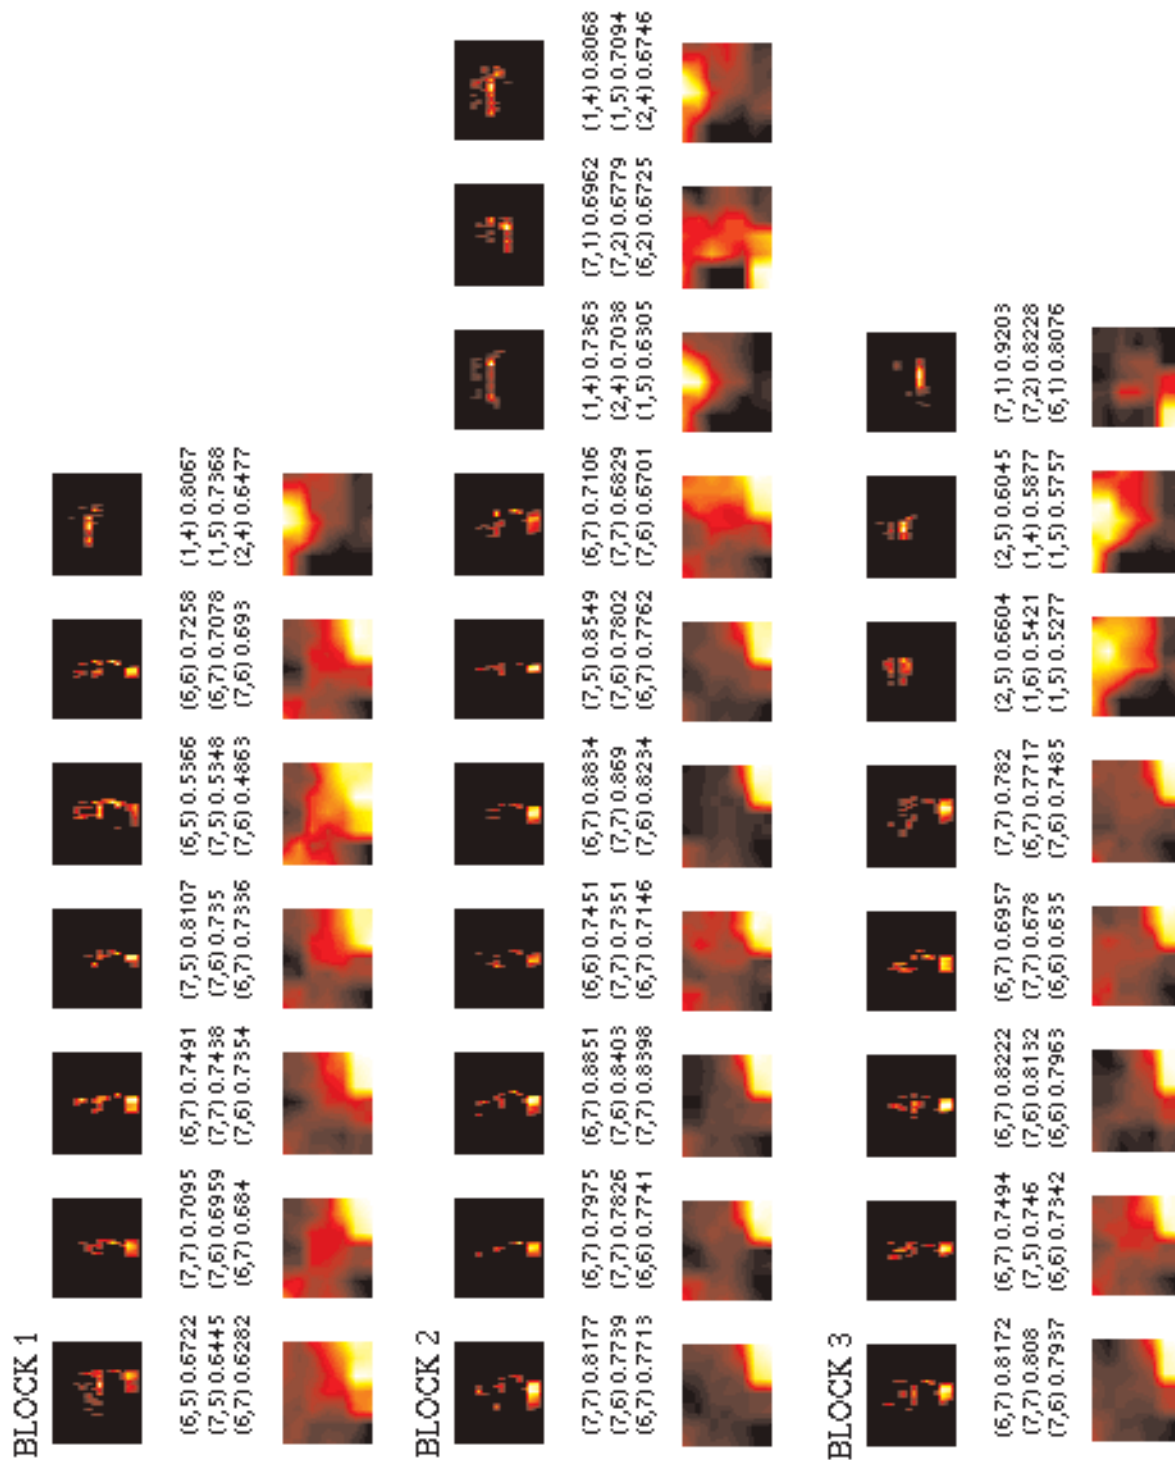 BLOCK 1
(6,5) 0.6722 (7,7) 0.7095 (6,7) 0.7491 (7,5) 0.8107 (6,5) 0.5366 (6,6) 0.7258 (1,4) 0.8067
(7,5) 0.6445 (7,6) 0.6959 (7,7) 0.7438 (7,6) 0.735 (7,5) 0.5348 (6,7) 0.7078 (1,5) 0.7368
(6,7) 0.6282 (6,7) 0.684 (7,6) 0.7354 (6,7) 0.7336 (7,6) 0.4863 (7,6) 0.693 (2,4) 0.6477
BLOCK 2
(7,7) 0.8177 (6,7) 0.7975 (6,7) 0.8851 (6,6) 0.7451 (6,7) 0.8834 (7,5) 0.8549 (6,7) 0.7106 (1,4) 0.7363 (7,1) 0.6962 (1,4) 0.8068
(7,6) 0.7739 (7,7) 0.7826 (7,6) 0.8403 (7,7) 0.7351 (7,7) 0.869 (7,6) 0.7802 (7,7) 0.6829 (2,4) 0.7038 (7,2) 0.6779 (1,5) 0.7094
(6,7) 0.7713 (6,6) 0.7741 (7,7) 0.8398 (6,7) 0.7146 (7,6) 0.8234 (6,7) 0.7762 (7,6) 0.6701 (1,5) 0.6305 (6,2) 0.6725 (2,4) 0.6746
BLOCK 3
(6,7) 0.8172 (6,7) 0.7494 (6,7) 0.8222 (6,7) 0.6957 (7,7) 0.782 (2,5) 0.6604 (2,5) 0.6045 (7,1) 0.9203
(7,7) 0.808 (7,5) 0.746 (7,6) 0.8132 (7,7) 0.678 (6,7) 0.7717 (1,6) 0.5421 (1,4) 0.5877 (7,2) 0.8228
(7,6) 0.7937 (6,6) 0.7342 (6,6) 0.7963 (6,6) 0.635 (7,6) 0.7485 (1,5) 0.5277 (1,5) 0.5757 (6,1) 0.8076